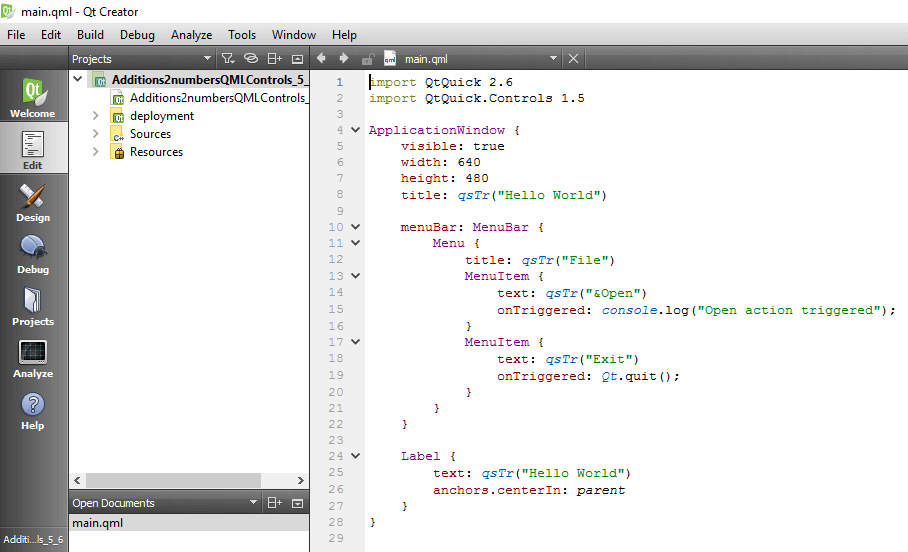 main.qml - Qt Creator
File Edit Build Debug Analyze Tools Window Help
Projects
main.qml
Welcome
Edit
Design
Debug
Projects
Analyze
Help
Additi...ls_5_6
Additions2numbersQMLControls_5_
Additions2numbersQMLControls_
deployment
Sources
Resources
Open Documents
main.qml
1 import QtQuick 2.6
2 import QtQuick.Controls 1.5
3
4 ApplicationWindow {
5     visible: true
6     width: 640
7     height: 480
8     title: qsTr("Hello World")
9
10     menuBar: MenuBar {
11         Menu {
12             title: qsTr("File")
13             MenuItem {
14                 text: qsTr("&Open")
15                 onTriggered: console.log("Open action triggered");
16             }
17             MenuItem {
18                 text: qsTr("Exit")
19                 onTriggered: Qt.quit();
20             }
21         }
22     }
23
24     Label {
25         text: qsTr("Hello World")
26         anchors.centerIn: parent
27     }
28 }
29